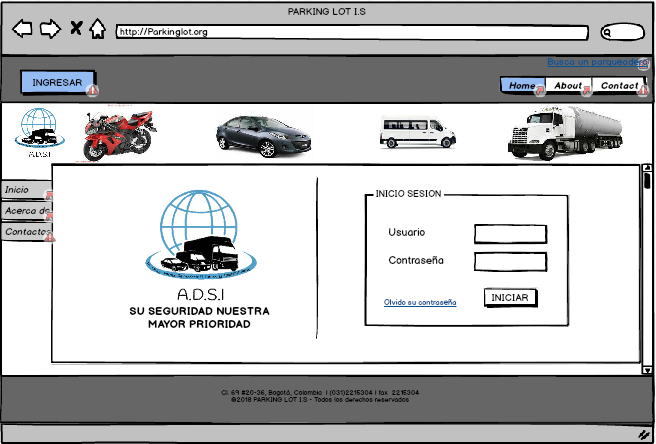 PARKING LOT I.S
http://Parkinglot.org
Busca un parqueadero
INGRESAR
Home About Contact
A.D.S.I
Inicio
Acerca de
Contactos
INICIO SESION
Usuario
Contraseña
Olvido su contraseña
INICIAR
A.D.S.I
SU SEGURIDAD NUESTRA
MAYOR PRIORIDAD
Cl. 69 #20-36, Bogotá, Colombia | (031)2215304 | fax 2215304
©2018 PARKING LOT I.S - Todos los derechos reservados